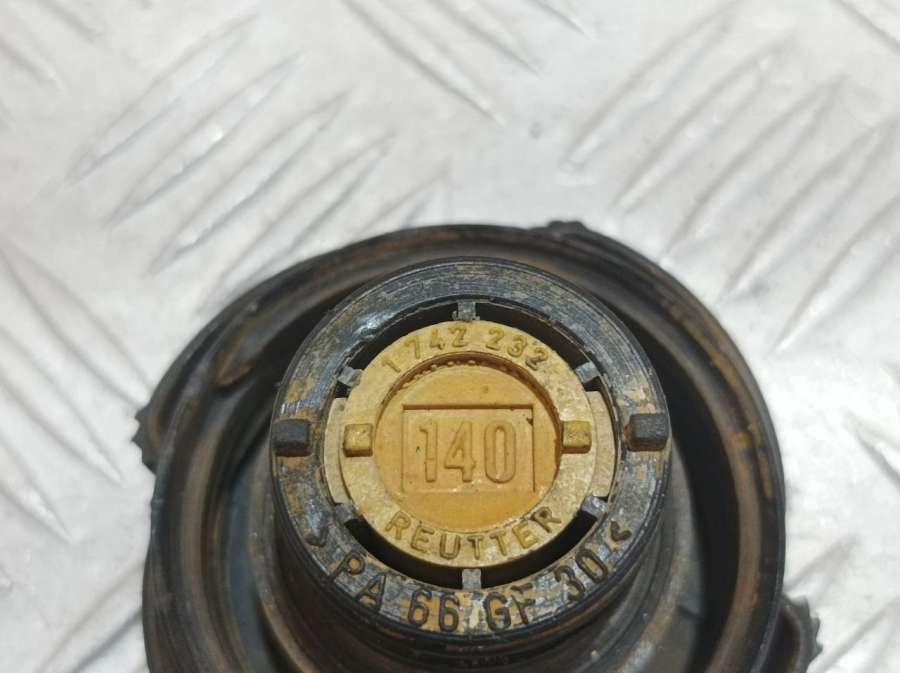 1 742 232
140
REUTTER
>PA 66 GF 30<